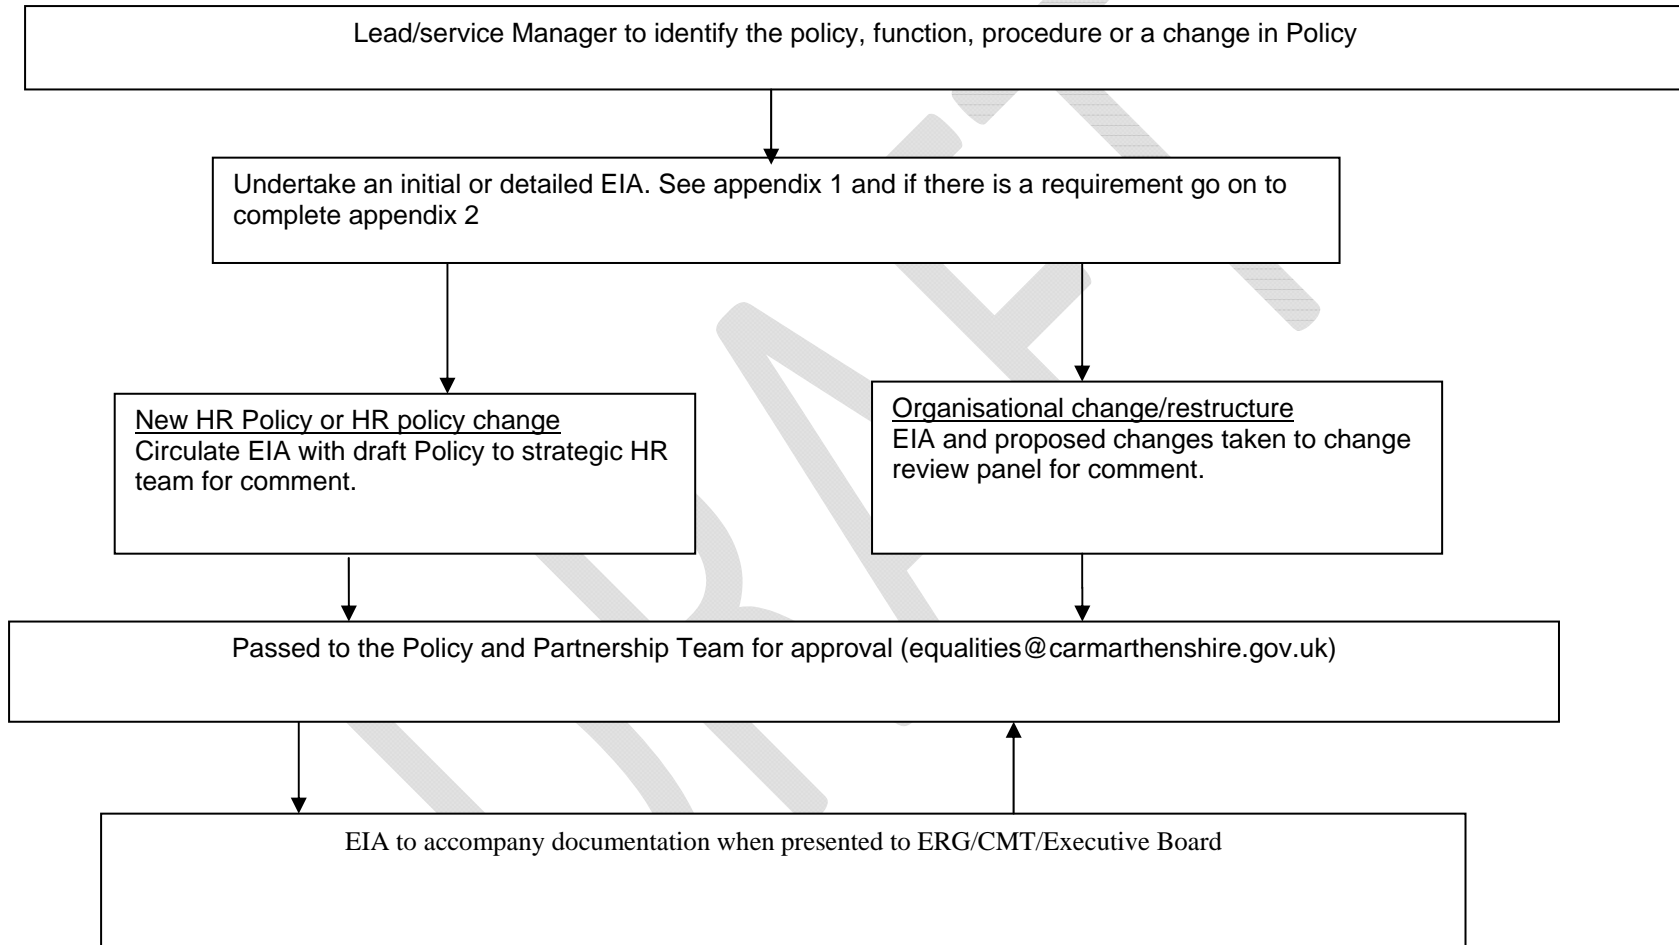 Lead/service Manager to identify the policy, function, procedure or a change in Policy
Undertake an initial or detailed EIA. See appendix 1 and if there is a requirement go on to
complete appendix 2
New HR Policy or HR policy change
Circulate EIA with draft Policy to strategic HR
team for comment.
Organisational change/restructure
EIA and proposed changes taken to change
review panel for comment.
Passed to the Policy and Partnership Team for approval (equalities@carmarthenshire.gov.uk)
EIA to accompany documentation when presented to ERG/CMT/Executive Board
DRAFT